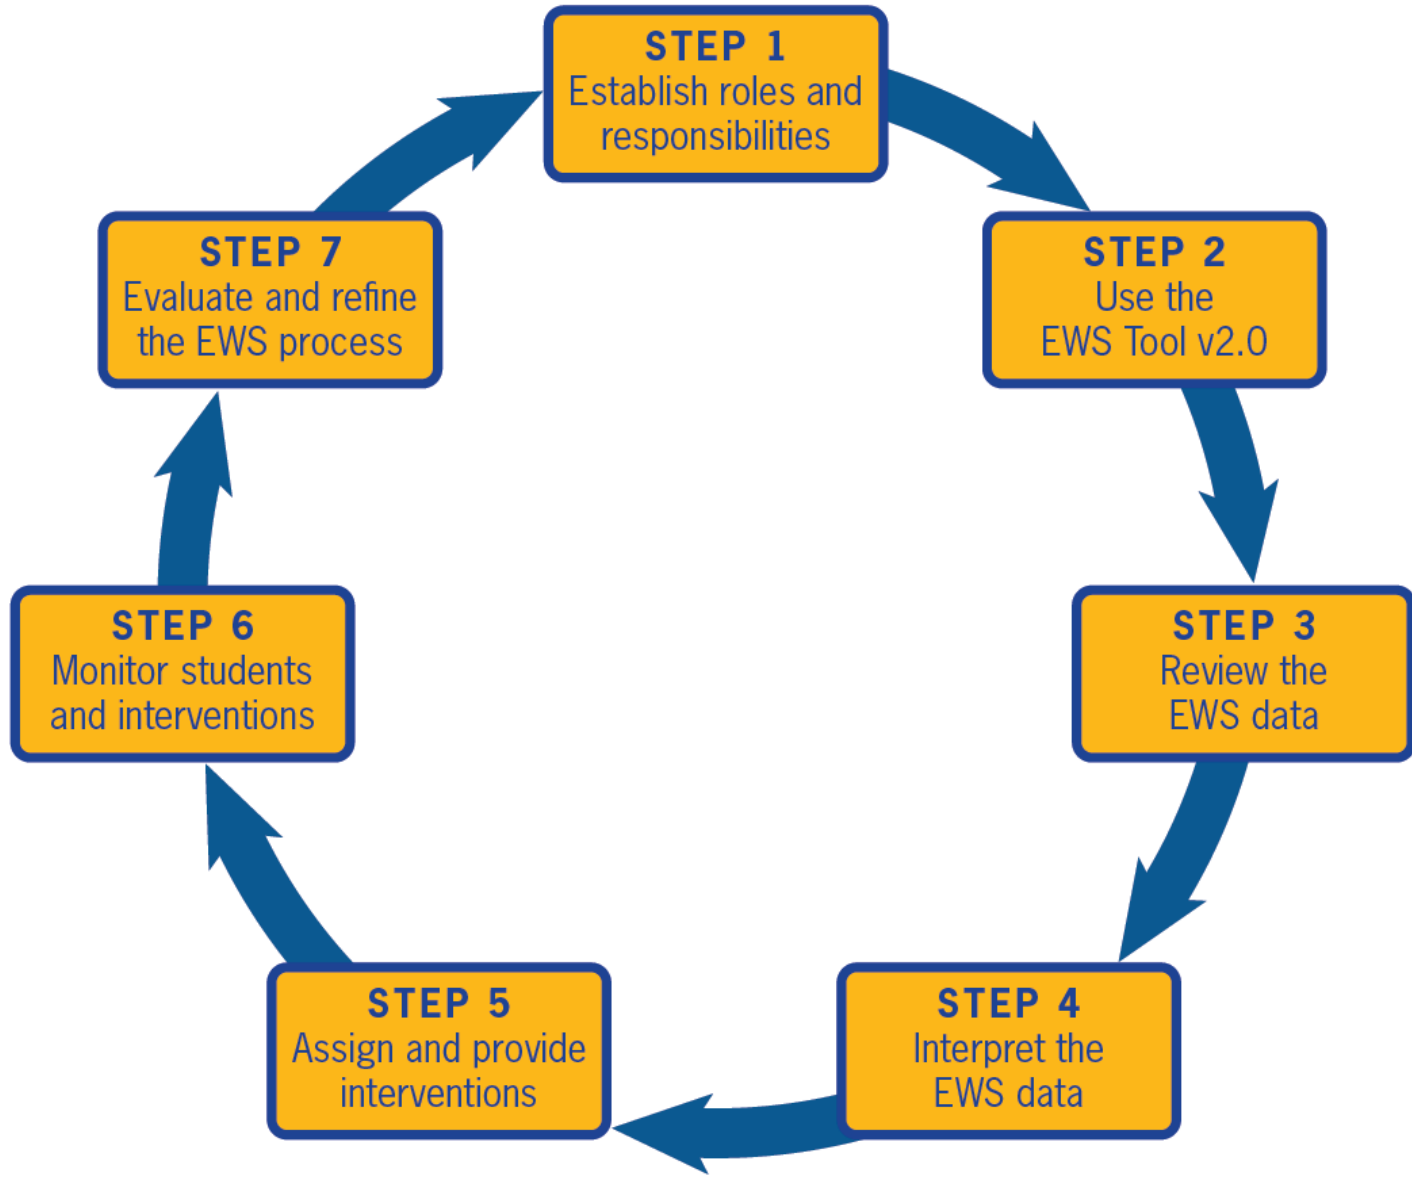 STEP 1
Establish roles and
responsibilities
STEP 2
Use the
EWS Tool v2.0
STEP 3
Review the
EWS data
STEP 4
Interpret the
EWS data
STEP 5
Assign and provide
interventions
STEP 6
Monitor students
and interventions
STEP 7
Evaluate and refine
the EWS process